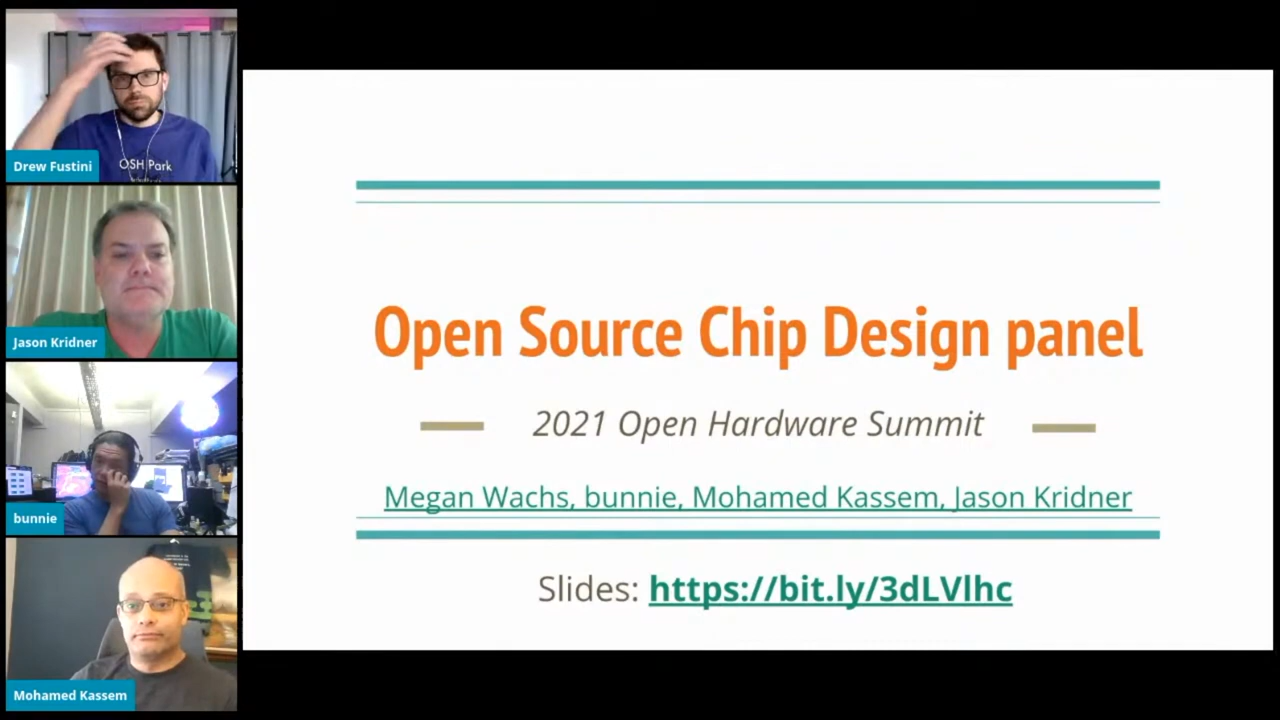 Drew Fustini
OSH Park
Jason Kridner
bunnie
Mohamed Kassem
Open Source Chip Design panel
2021 Open Hardware Summit
Megan Wachs, bunnie, Mohamed Kassem, Jason Kridner
Slides: https://bit.ly/3dLVlhc